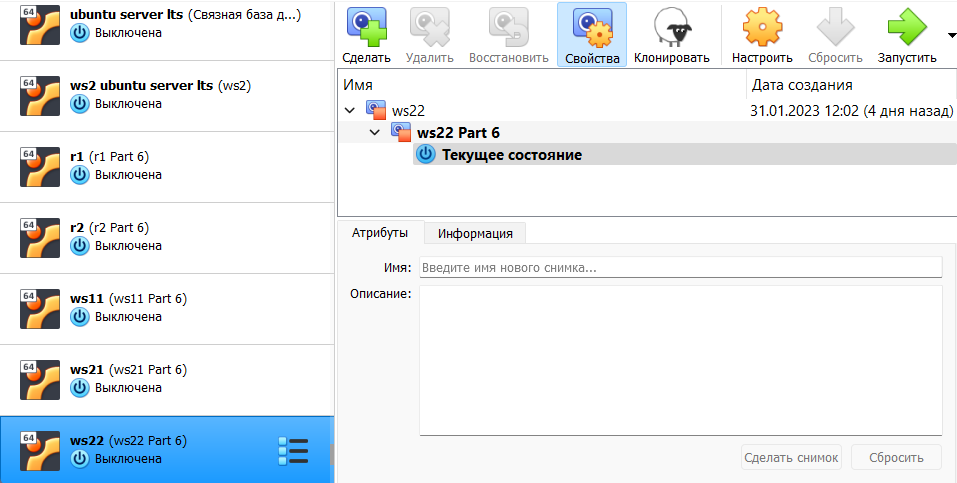 64
ubuntu server lts (Связная база д...)
Выключена
64
ws2 ubuntu server lts (ws2)
Выключена
64
r1 (r1 Part 6)
Выключена
64
r2 (r2 Part 6)
Выключена
64
ws11 (ws11 Part 6)
Выключена
64
ws21 (ws21 Part 6)
Выключена
64
ws22 (ws22 Part 6)
Выключена
Сделать Удалить Восстановить Свойства Клонировать Настроить Сбросить Запустить
Имя Дата создания
ws22 31.01.2023 12:02 (4 дня назад)
ws22 Part 6
Текущее состояние
Атрибуты Информация
Имя: Введите имя нового снимка...
Описание:
Сделать снимок Сбросить